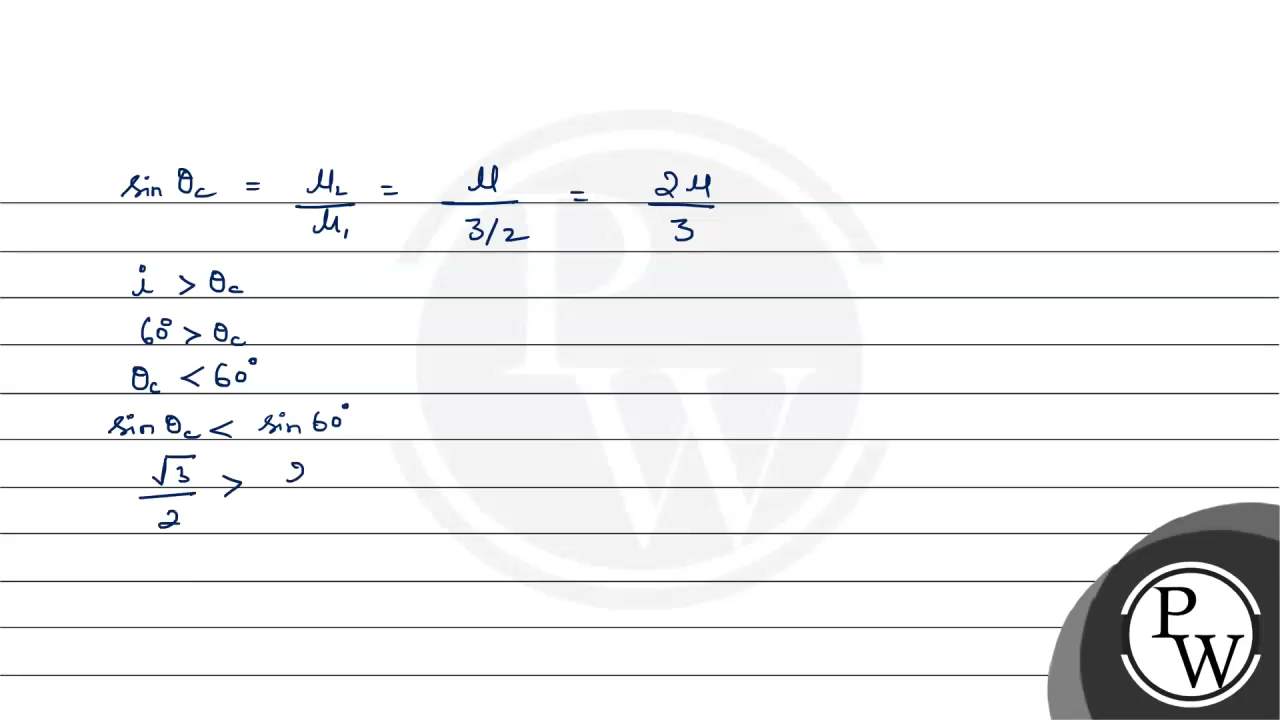 sin θc = μ2/μ1 = μ/3/2 = 2μ/3
i > θc
60° > θc
θc < 60°
sin θc < sin 60°
√3/2 >
P
W
P
W